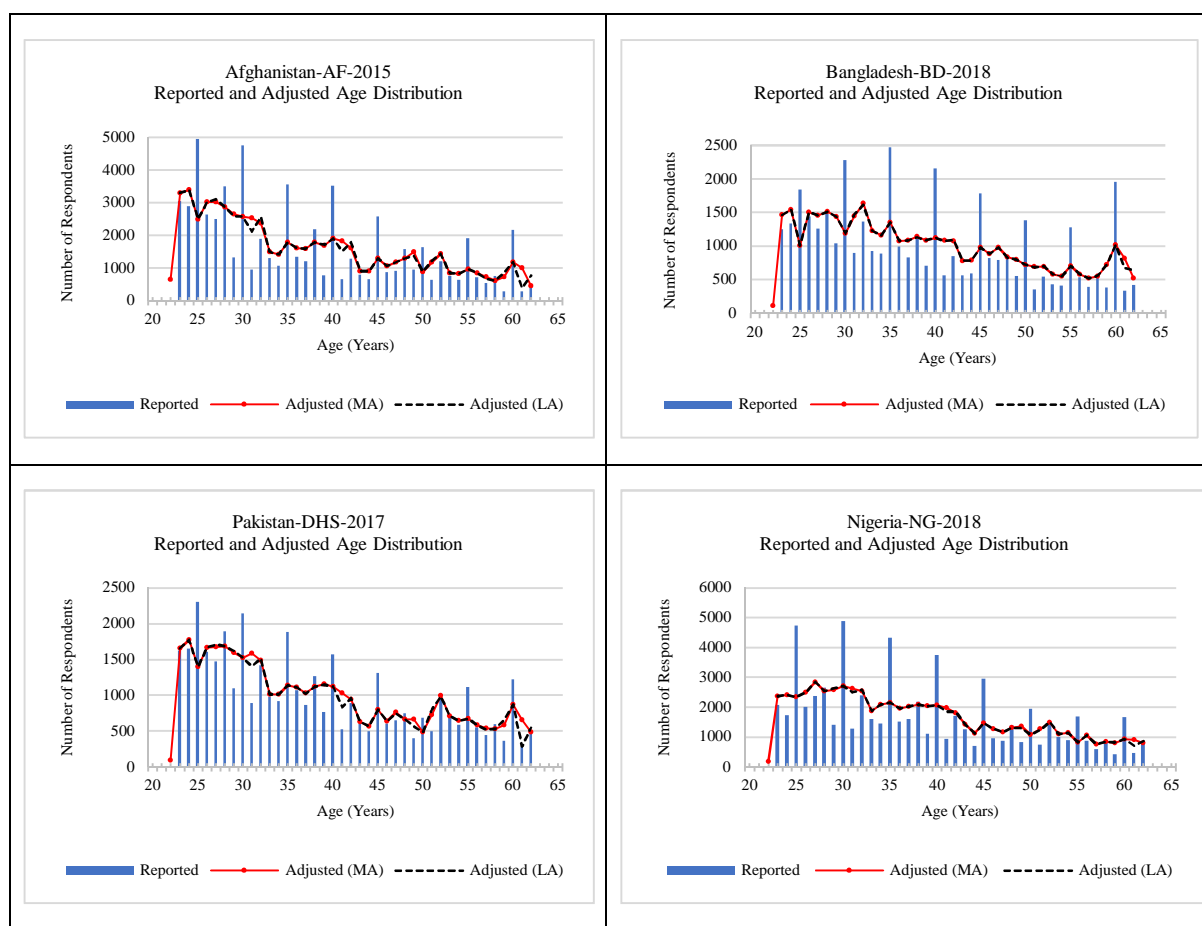 Afghanistan-AF-2015
Reported and Adjusted Age Distribution
Number of Respondents
5000
4000
3000
2000
1000
0
20 25 30 35 40 45 50 55 60 65
Age (Years)
Reported Adjusted (MA) Adjusted (LA)
Bangladesh-BD-2018
Reported and Adjusted Age Distribution
Number of Respondents
2500
2000
1500
1000
500
0
20 25 30 35 40 45 50 55 60 65
Age (Years)
Reported Adjusted (MA) Adjusted (LA)
Pakistan-DHS-2017
Reported and Adjusted Age Distribution
Number of Respondents
2500
2000
1500
1000
500
0
20 25 30 35 40 45 50 55 60 65
Age (Years)
Reported Adjusted (MA) Adjusted (LA)
Nigeria-NG-2018
Reported and Adjusted Age Distribution
Number of Respondents
6000
5000
4000
3000
2000
1000
0
20 25 30 35 40 45 50 55 60 65
Age (Years)
Reported Adjusted (MA) Adjusted (LA)